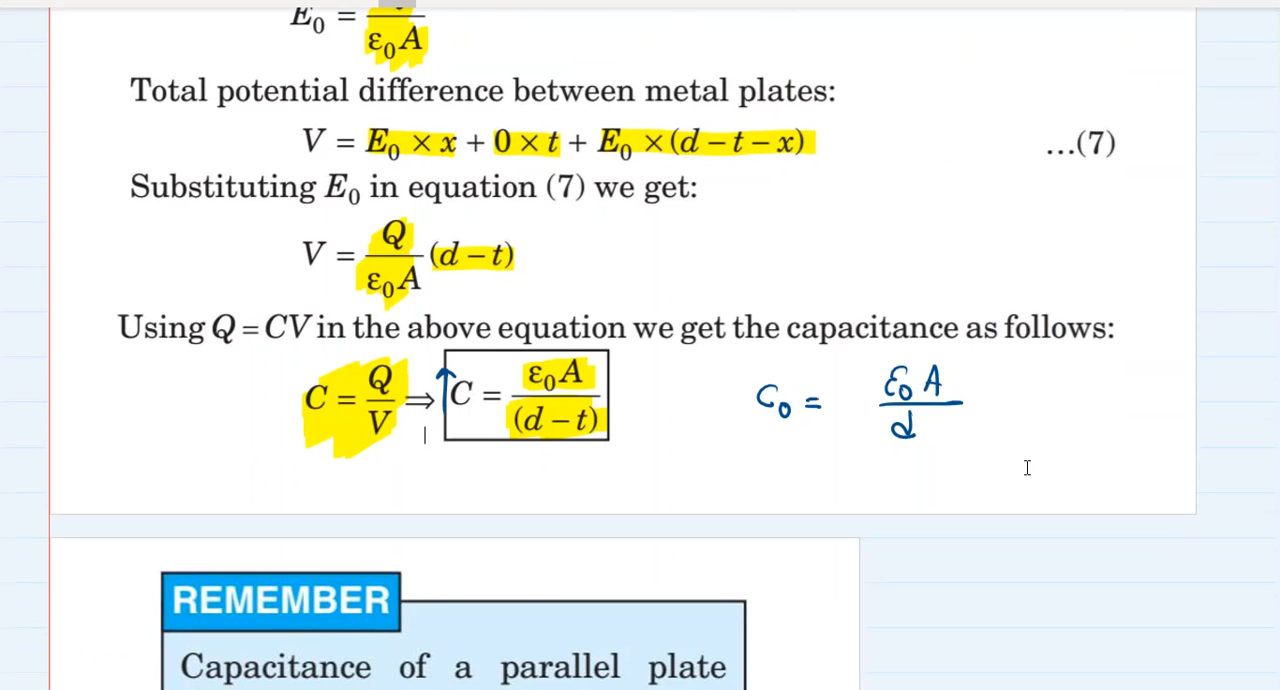 E₀ = ε₀A
Total potential difference between metal plates:
V = E₀ × x + 0 × t + E₀ × (d – t – x) ...(7)
Substituting E₀ in equation (7) we get:
V = Q/ε₀A (d – t)
Using Q = CV in the above equation we get the capacitance as follows:
C = Q/V ⇒ C = ε₀A/(d – t) C₀ = ε₀A/d
REMEMBER
Capacitance of a parallel plate